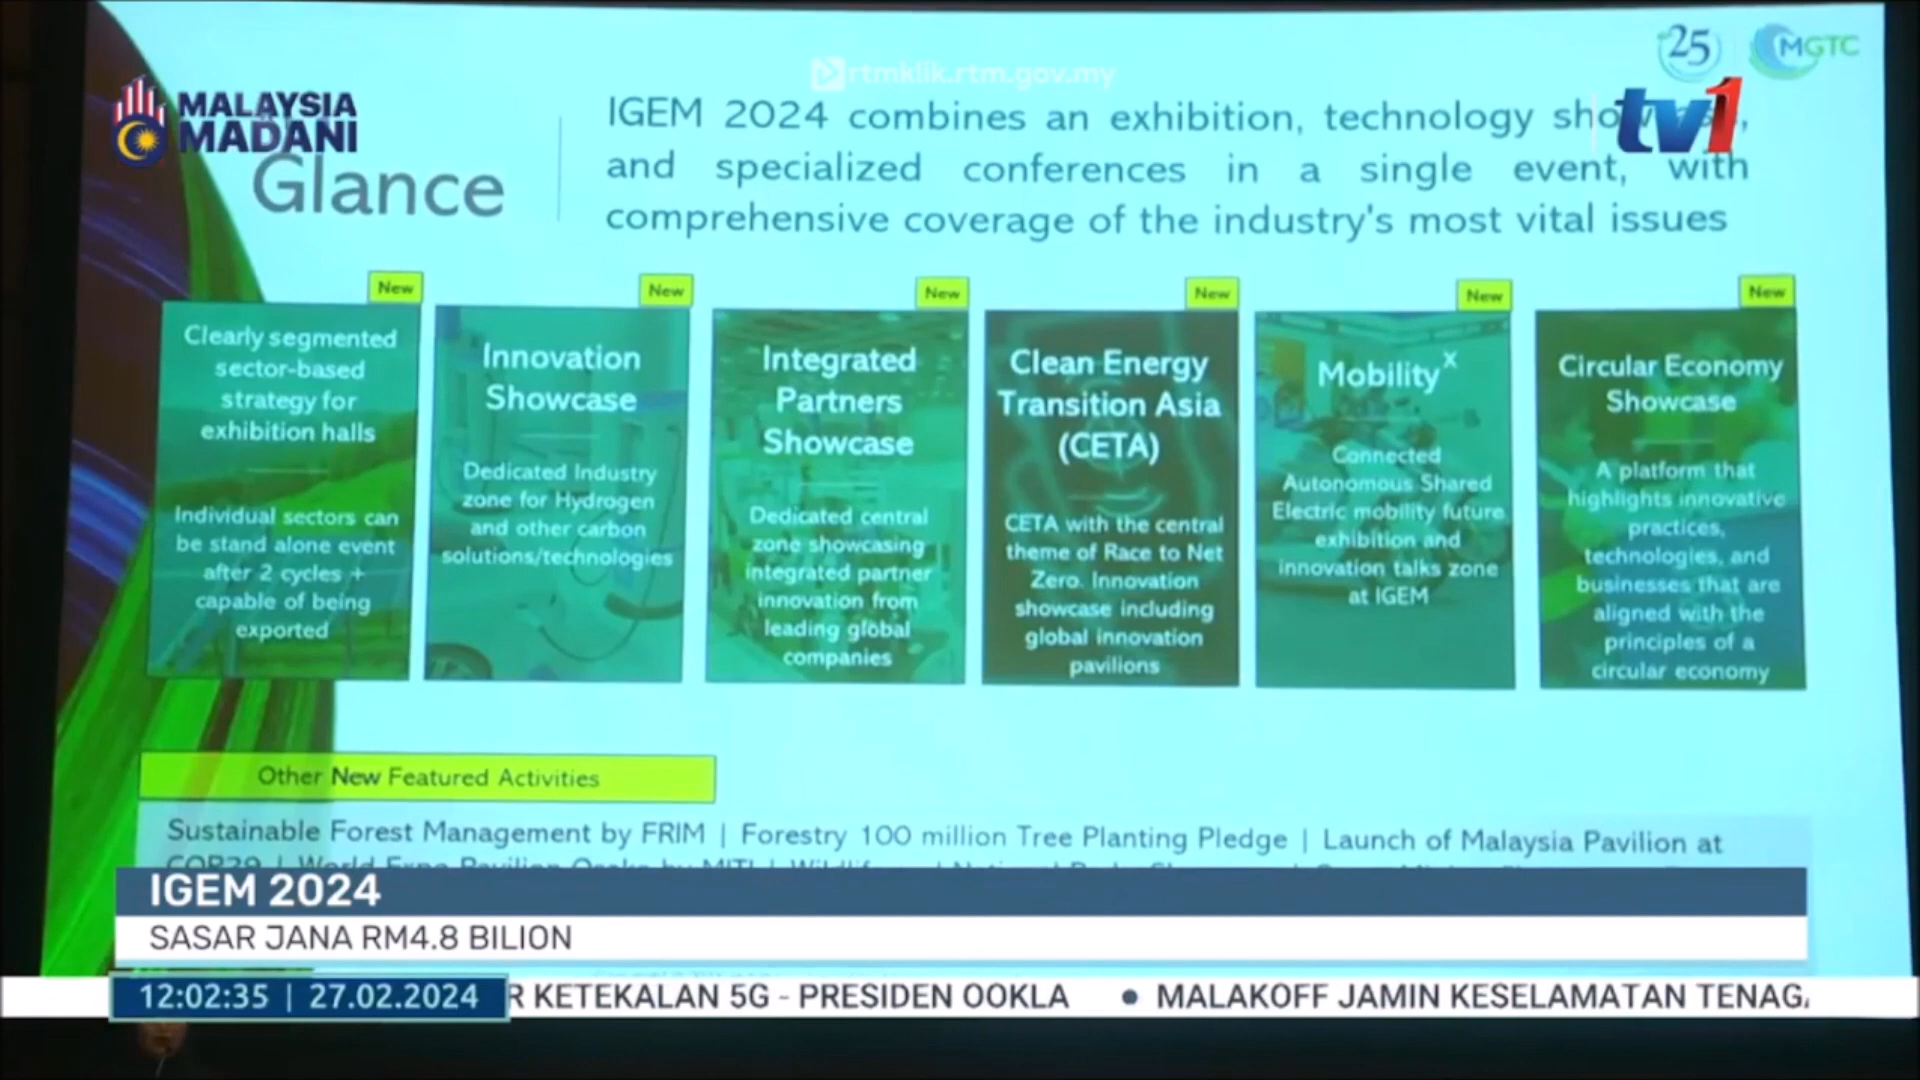 25
MGTC
rtmklik.rtm.gov.my
MALAYSIA
MADANI
tv1
Glance
IGEM 2024 combines an exhibition, technology
and specialized conferences in a single event, with
comprehensive coverage of the industry's most vital issues
New
Clearly segmented
sector-based
strategy for
exhibition halls
Individual sectors can
be stand alone event
after 2 cycles +
capable of being
exported
New
Innovation
Showcase
Dedicated Industry
zone for Hydrogen
and other carbon
solutions/technologies
New
Integrated
Partners
Showcase
Dedicated central
zone showcasing
integrated partner
innovation from
leading global
companies
New
Clean Energy
Transition Asia
(CETA)
CETA with the central
theme of Race to Net
Zero. Innovation
showcase including
global innovation
pavilions
New
Mobility x
Connected
Autonomous Shared
Electric mobility future
exhibition and
innovation talks zone
at IGEM
New
Circular Economy
Showcase
A platform that
highlights innovative
practices,
technologies, and
businesses that are
aligned with the
principles of a
circular economy
Other New Featured Activities
Sustainable Forest Management by FRIM | Forestry 100 million Tree Planting Pledge | Launch of Malaysia Pavilion at
COP29 | World Expo Pavilion Osaka by MITI |
IGEM 2024
SASAR JANA RM4.8 BILION
12:02:35 | 27.02.2024
R KETEKALAN 5G - PRESIDEN OOKLA • MALAKOFF JAMIN KESELAMATAN TENAG